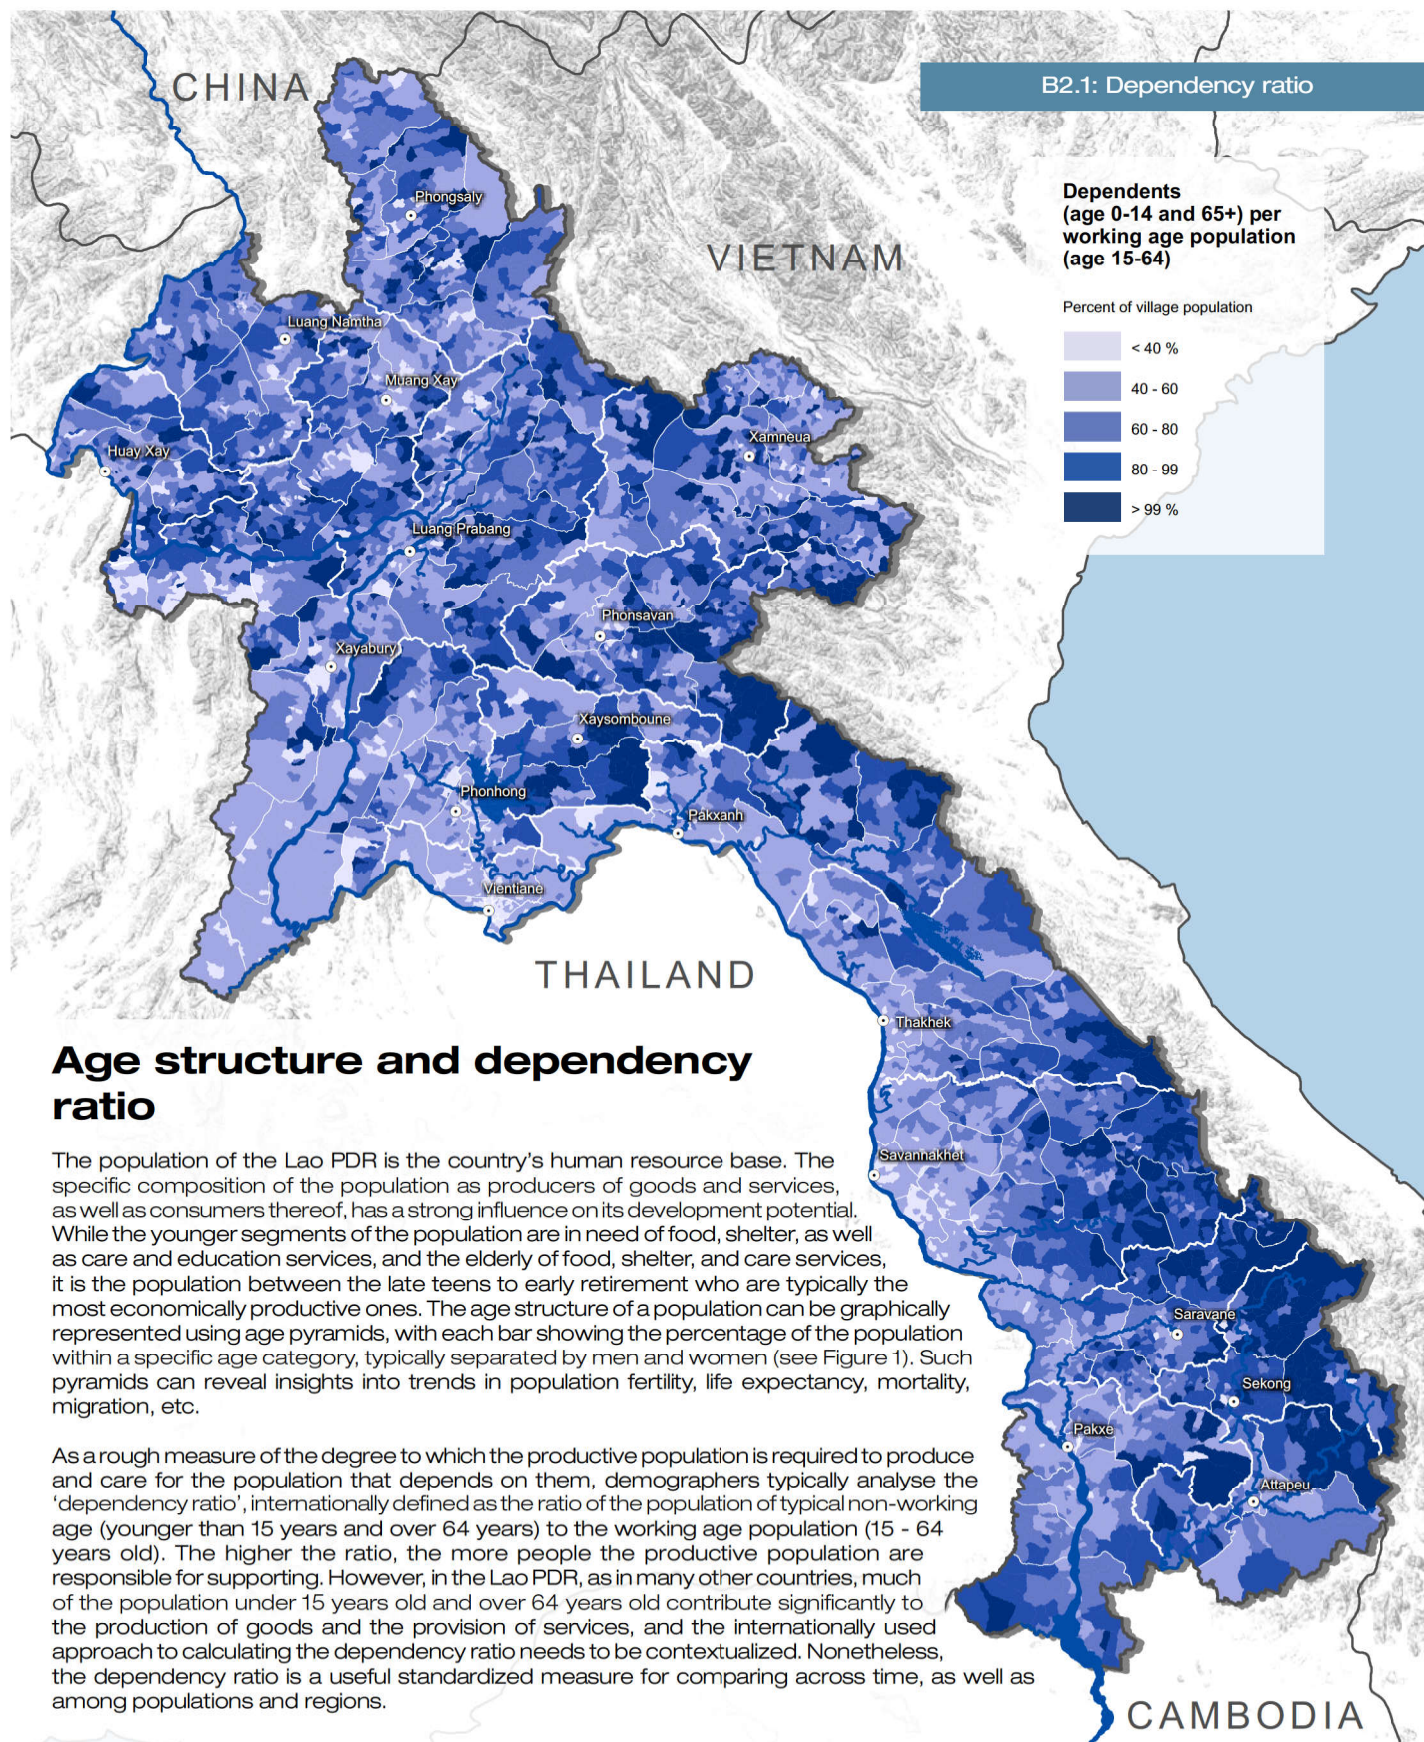 CHINA
B2.1: Dependency ratio
Dependents
(age 0-14 and 65+) per
working age population
(age 15-64)
Percent of village population
< 40 %
40 - 60
60 - 80
80 - 99
> 99 %
VIETNAM
Phongsaly
Luang Namtha
Muang Xay
Xamneua
Huay Xay
Luang Prabang
Phonsavan
Xayabury
Xaysomboune
Phonhong
Pakxanh
Vientiane
THAILAND
Thakhek
Savannakhet
Saravane
Sekong
Pakxe
Attapeu
CAMBODIA
Age structure and dependency
ratio
The population of the Lao PDR is the country's human resource base. The
specific composition of the population as producers of goods and services,
as well as consumers thereof, has a strong influence on its development potential.
While the younger segments of the population are in need of food, shelter, as well
as care and education services, and the elderly of food, shelter, and care services,
it is the population between the late teens to early retirement who are typically the
most economically productive ones. The age structure of a population can be graphically
represented using age pyramids, with each bar showing the percentage of the population
within a specific age category, typically separated by men and women (see Figure 1). Such
pyramids can reveal insights into trends in population fertility, life expectancy, mortality,
migration, etc.
As a rough measure of the degree to which the productive population is required to produce
and care for the population that depends on them, demographers typically analyse the
'dependency ratio', internationally defined as the ratio of the population of typical non-working
age (younger than 15 years and over 64 years) to the working age population (15 - 64
years old). The higher the ratio, the more people the productive population are
responsible for supporting. However, in the Lao PDR, as in many other countries, much
of the population under 15 years old and over 64 years old contribute significantly to
the production of goods and the provision of services, and the internationally used
approach to calculating the dependency ratio needs to be contextualized. Nonetheless,
the dependency ratio is a useful standardized measure for comparing across time, as well as
among populations and regions.